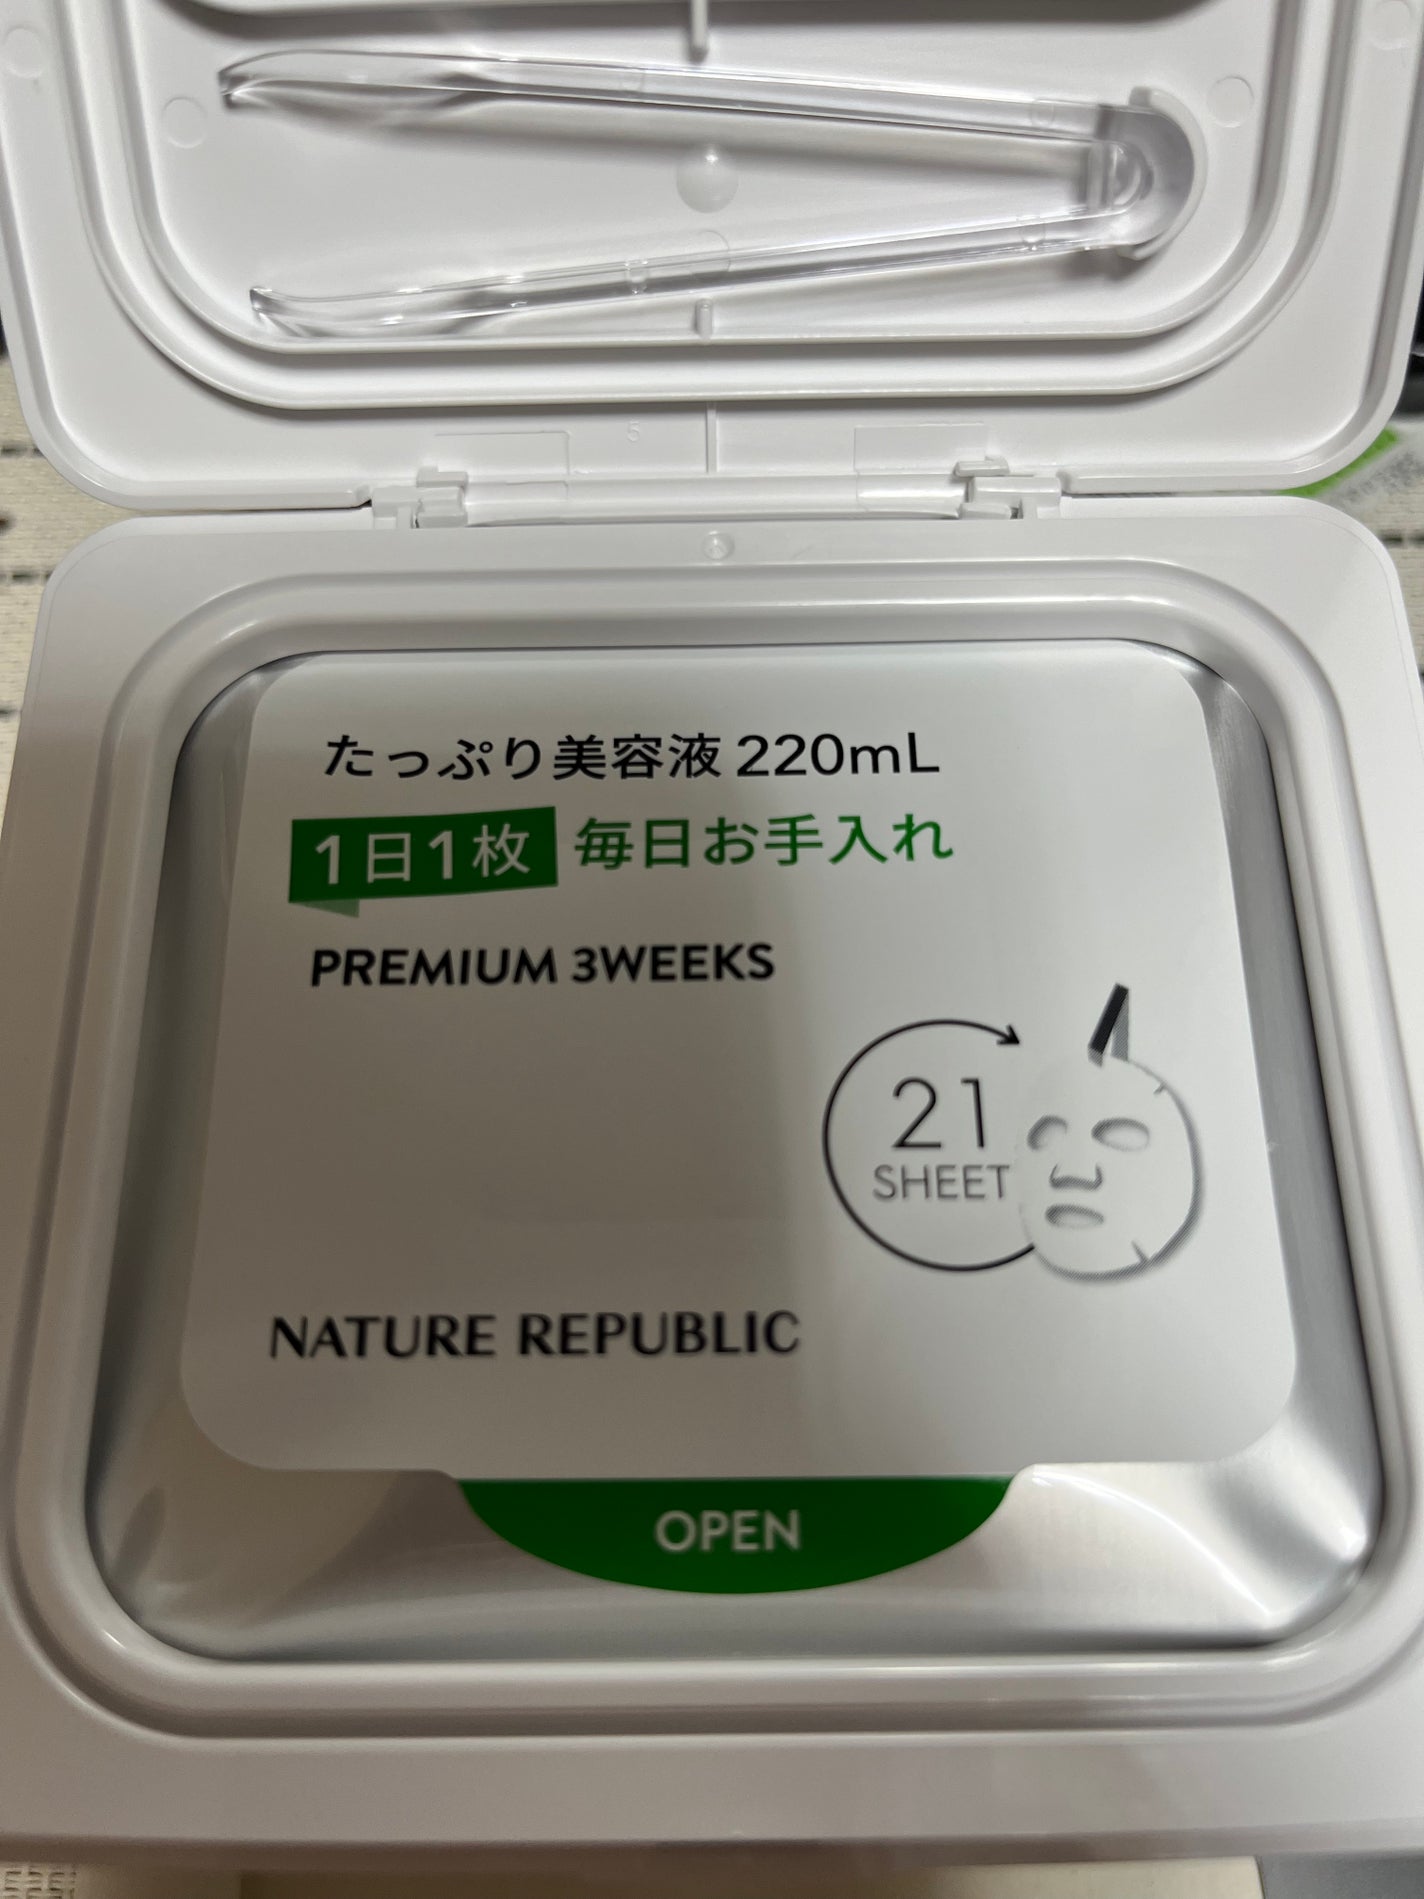 5
たっぷり美容液 220mL
1日1枚 毎日お手入れ
PREMIUM 3WEEKS
21
SHEET
NATURE REPUBLIC
OPEN